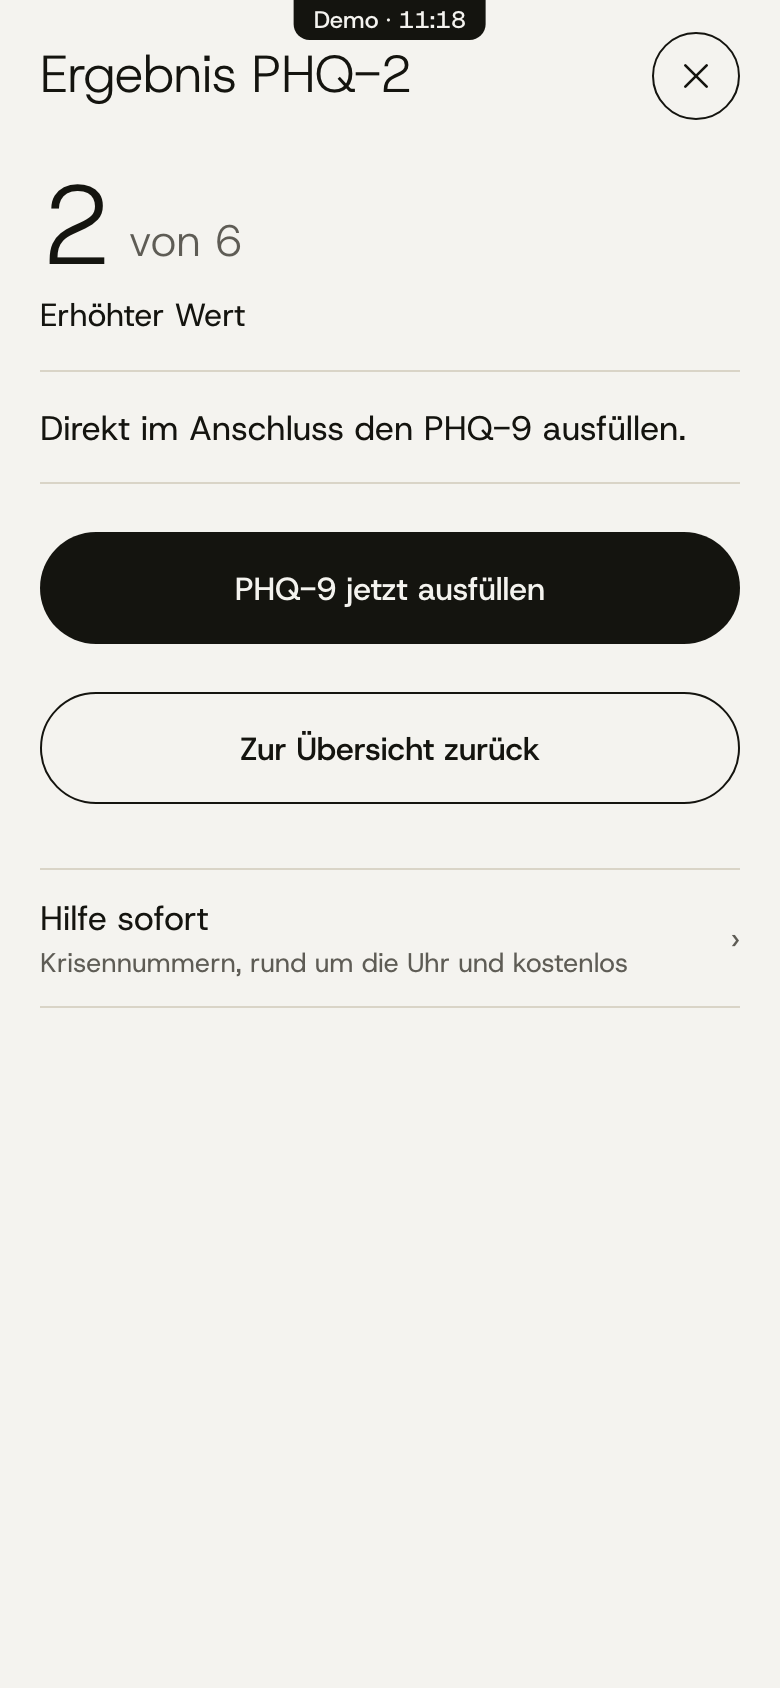 Demo · 11:18
Ergebnis PHQ-2
2 von 6
Erhöhter Wert
Direkt im Anschluss den PHQ-9 ausfüllen.
PHQ-9 jetzt ausfüllen
Zur Übersicht zurück
Hilfe sofort
Krisennummern, rund um die Uhr und kostenlos